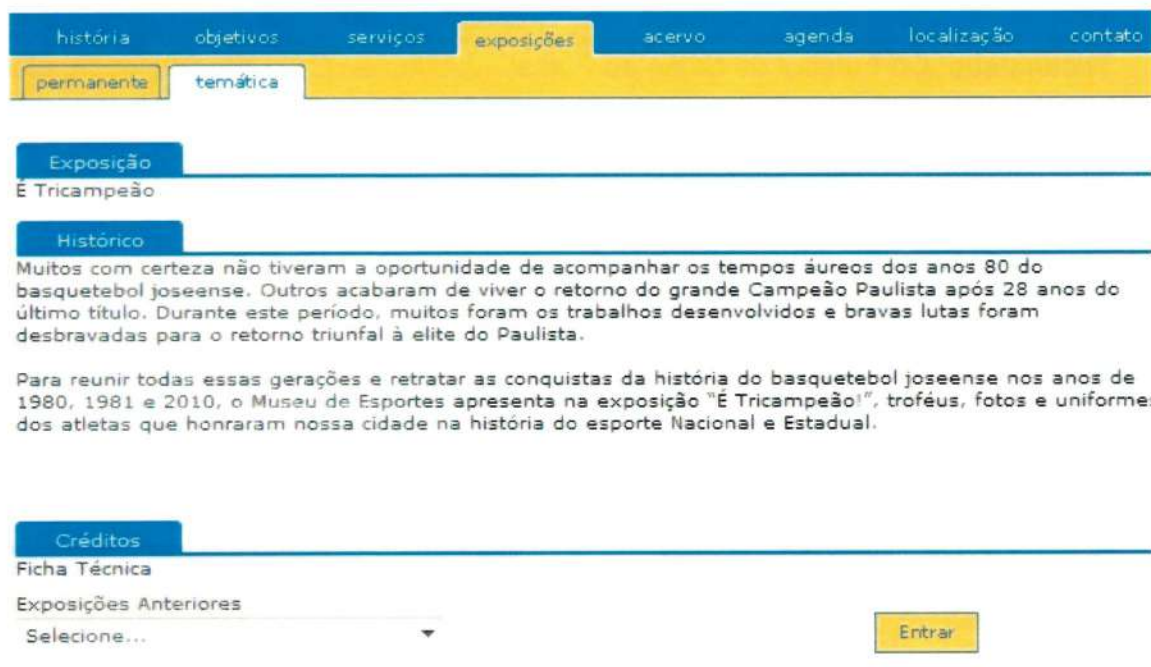 história objetivos serviços exposições acervo agenda localização contato
permanente temática
Exposição
É Tricampeão
Histórico
Muitos com certeza não tiveram a oportunidade de acompanhar os tempos áureos dos anos 80 do
basquetebol joseense. Outros acabaram de viver o retorno do grande Campeão Paulista após 28 anos do
último título. Durante este período, muitos foram os trabalhos desenvolvidos e bravas lutas foram
desbravadas para o retorno triunfal à elite do Paulista.
Para reunir todas essas gerações e retratar as conquistas da história do basquetebol joseense nos anos de
1980, 1981 e 2010, o Museu de Esportes apresenta na exposição "É Tricampeão!", troféus, fotos e uniformes
dos atletas que honraram nossa cidade na história do esporte Nacional e Estadual.
Créditos
Ficha Técnica
Exposições Anteriores
Selecione... Entrar